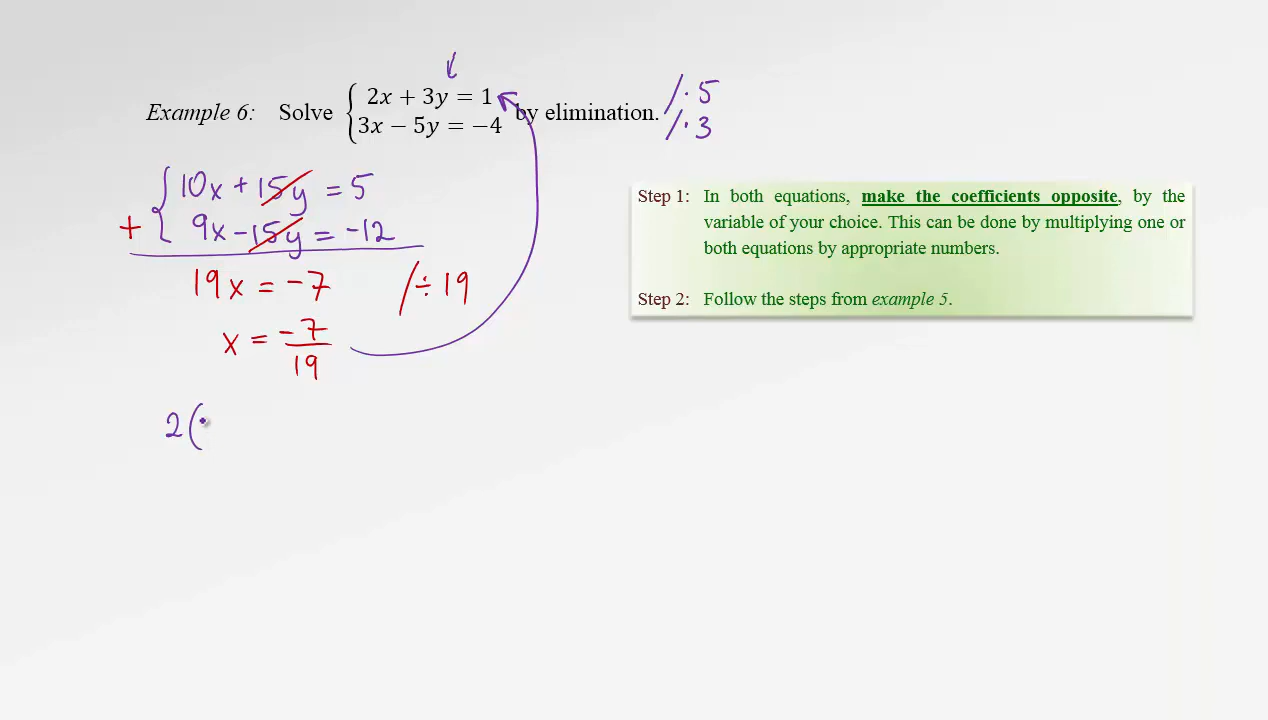 Example 6: Solve { 2x + 3y = 1 by elimination. / · 5
3x − 5y = −4 / · 3
10x + 15y = 5
+ 9x − 15y = −12
19x = −7 / ÷ 19
x = −7/19
2(
Step 1: In both equations, make the coefficients opposite, by the
variable of your choice. This can be done by multiplying one or
both equations by appropriate numbers.
Step 2: Follow the steps from example 5.